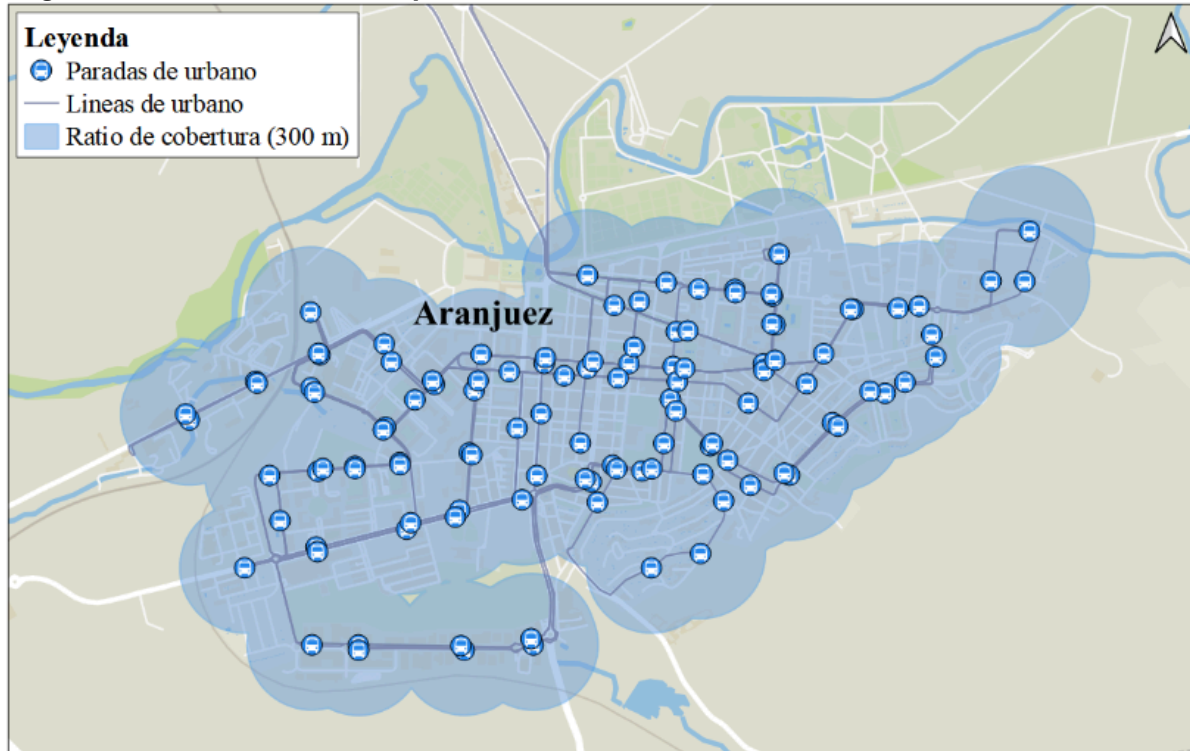 Leyenda
Paradas de urbano
Lineas de urbano
Ratio de cobertura (300 m)
Aranjuez